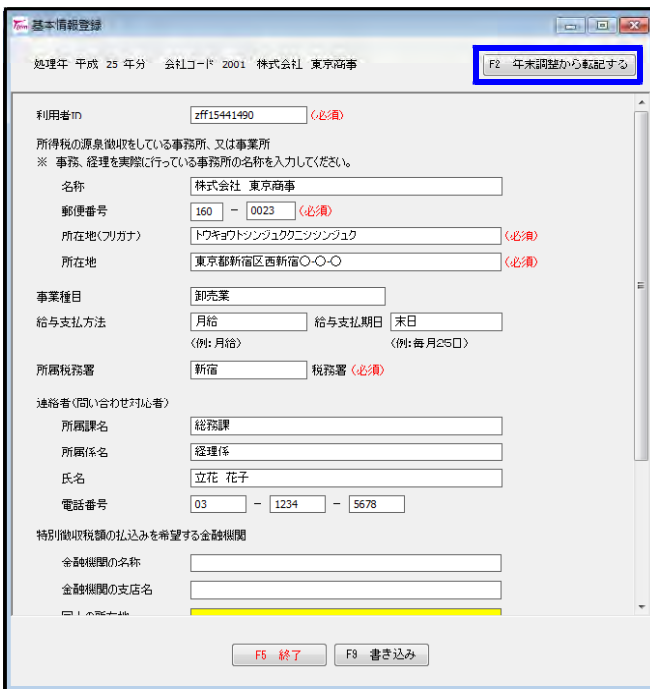 Tom 基本情報登録
処理年 平成 25 年分 会社コード 2001 株式会社 東京商事 F2 年末調整から転記する
利用者ID zff15441490 (必須)
所得税の源泉徴収をしている事務所、又は事業所
※ 事務、経理を実際に行っている事務所の名称を入力してください。
名称 株式会社 東京商事
郵便番号 160 － 0023 (必須)
所在地(フリガナ) トウキョウトシンジュククニシシンジュク (必須)
所在地 東京都新宿区西新宿○-○-○ (必須)
事業種目 卸売業
給与支払方法 月給 給与支払期日 末日
(例:月給) (例:毎月25日)
所属税務署 新宿 税務署 (必須)
連絡者(問い合わせ対応者)
所属課名 総務課
所属係名 経理係
氏名 立花 花子
電話番号 03 － 1234 － 5678
特別徴収税額の払込みを希望する金融機関
金融機関の名称
金融機関の支店名
F5 終了 F9 書き込み